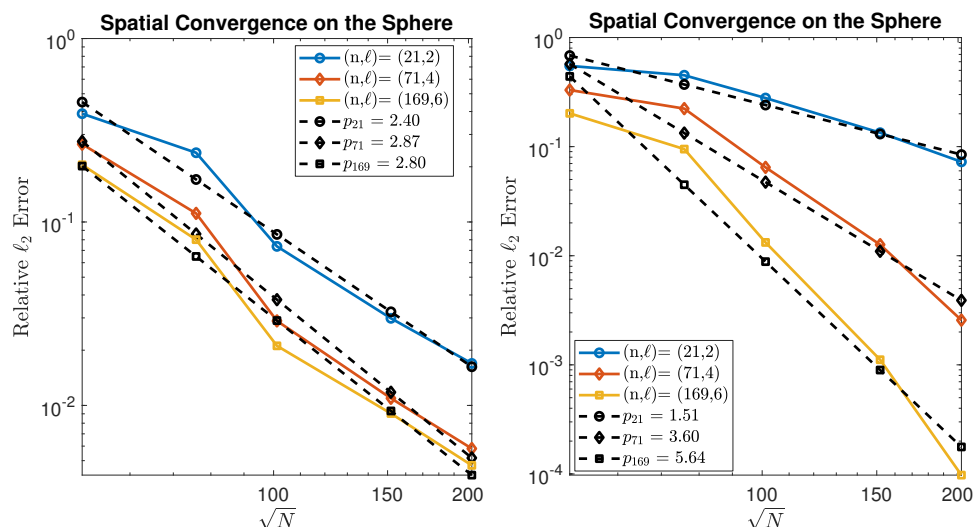 Spatial Convergence on the Sphere
10^0
10^-1
10^-2
Relative ℓ2 Error
(n,ℓ)= (21,2)
(n,ℓ)= (71,4)
(n,ℓ)= (169,6)
p21 = 2.40
p71 = 2.87
p169 = 2.80
100
150
200
√N
Spatial Convergence on the Sphere
10^0
10^-1
10^-2
10^-3
10^-4
Relative ℓ2 Error
(n,ℓ)= (21,2)
(n,ℓ)= (71,4)
(n,ℓ)= (169,6)
p21 = 1.51
p71 = 3.60
p169 = 5.64
100
150
200
√N